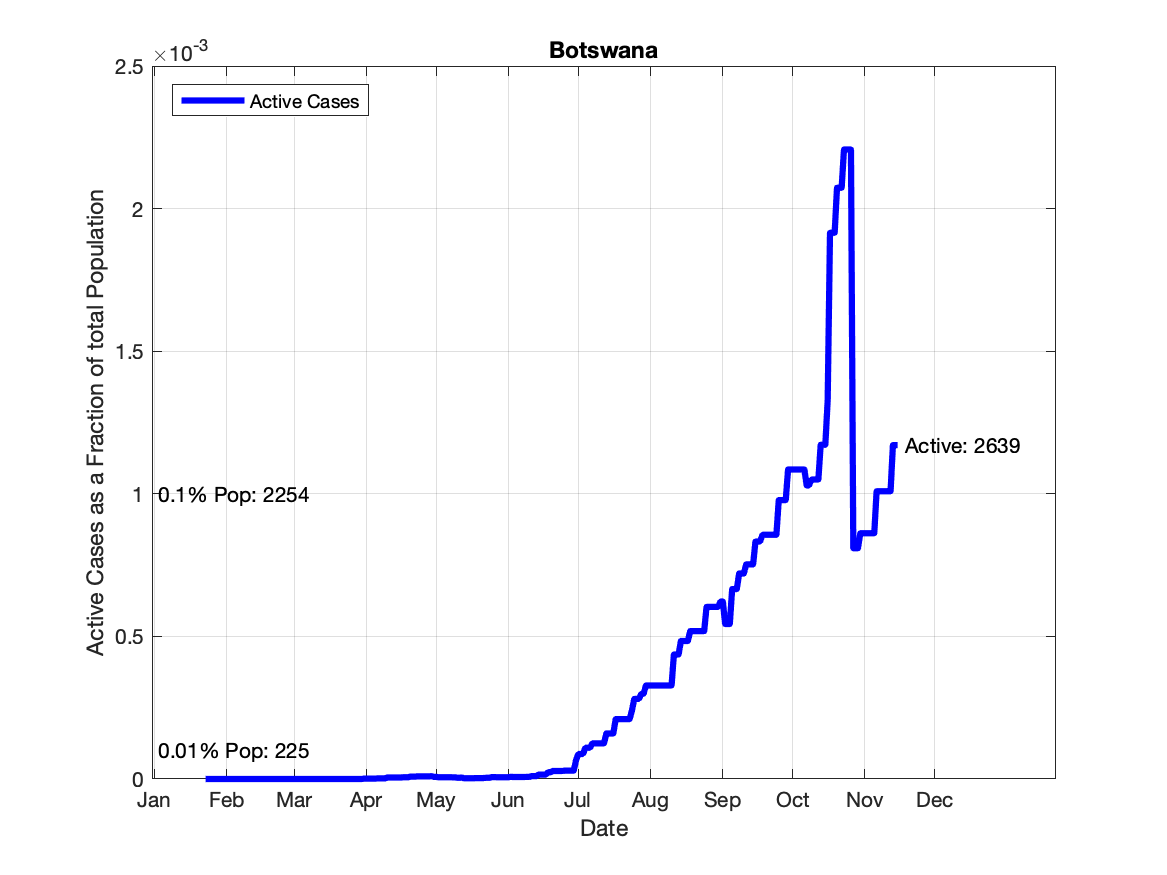 Botswana
×10-3
2.5
2
1.5
1
0.5
0
Active Cases as a Fraction of total Population
Active Cases
Active: 2639
0.1% Pop: 2254
0.01% Pop: 225
Jan Feb Mar Apr May Jun Jul Aug Sep Oct Nov Dec
Date